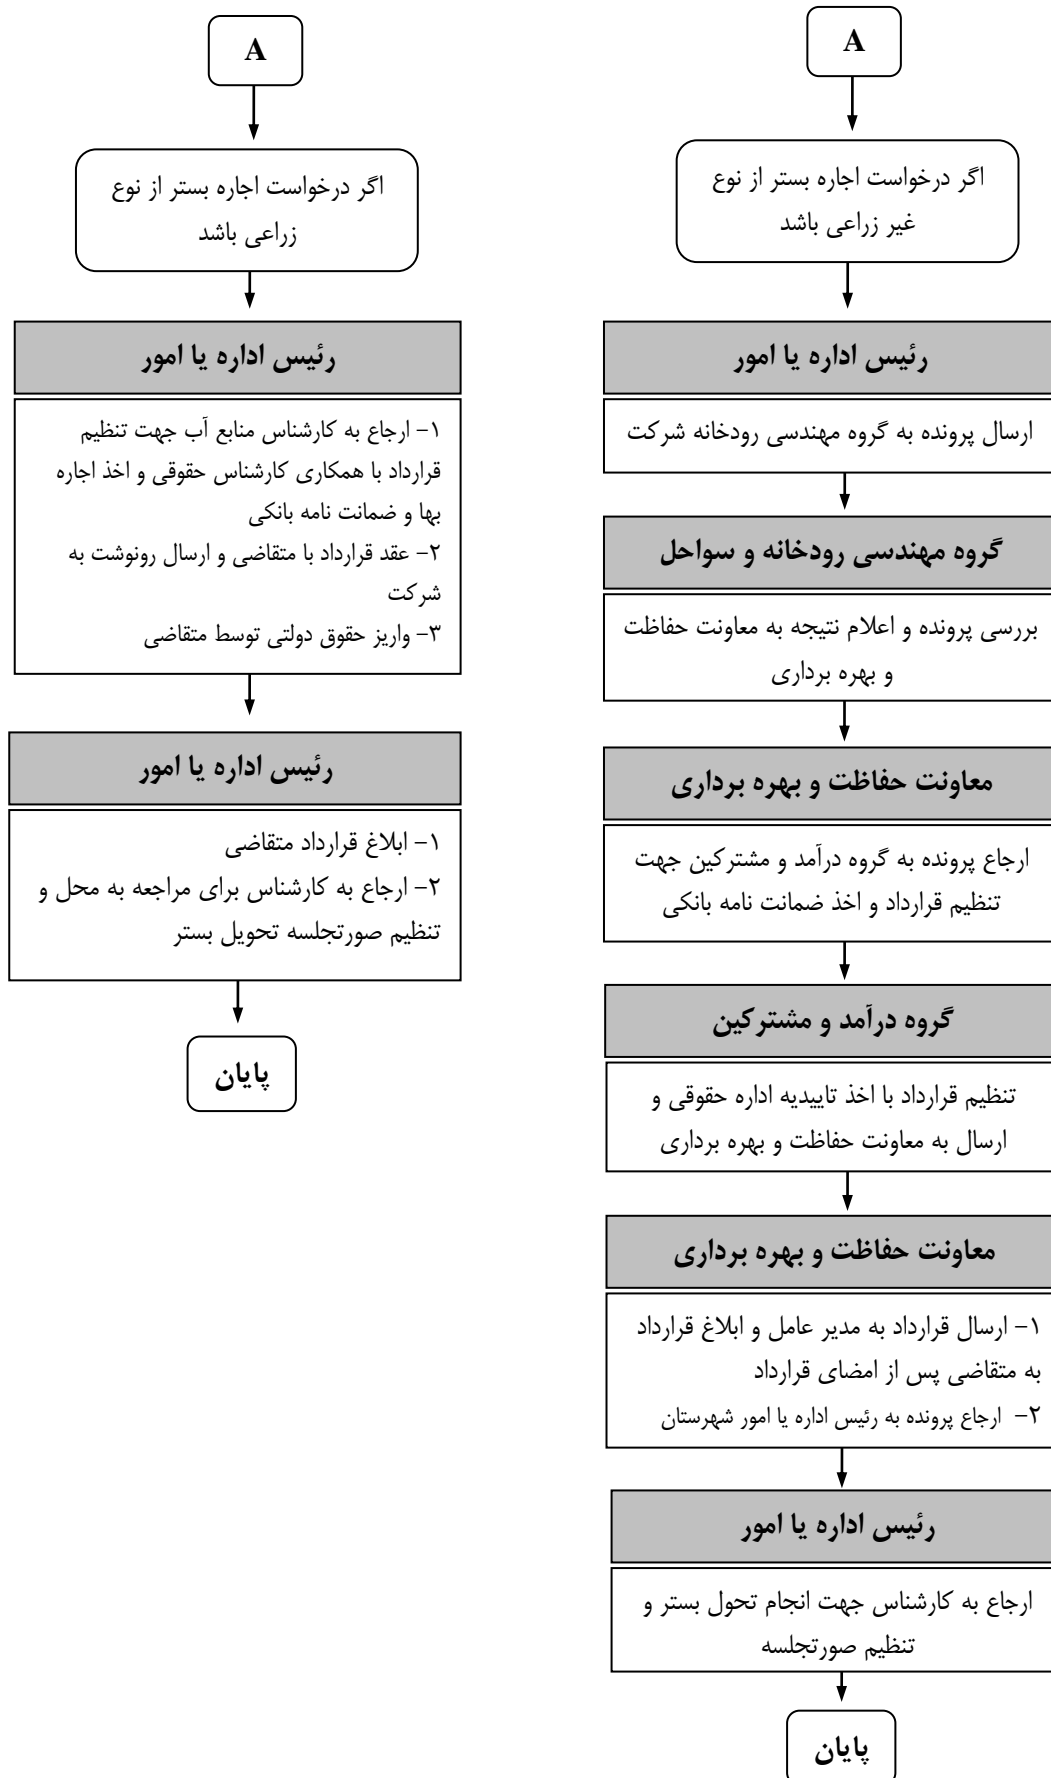 A
اگر درخواست اجاره بستر از نوع
غیر زراعی باشد
رئیس اداره یا امور
ارسال پرونده به گروه مهندسی رودخانه شرکت
گروه مهندسی رودخانه و سواحل
بررسی پرونده و اعلام نتیجه به معاونت حفاظت
و بهره برداری
معاونت حفاظت و بهره برداری
ارجاع پرونده به گروه درآمد و مشترکین جهت
تنظیم قرارداد و اخذ ضمانت نامه بانکی
گروه درآمد و مشترکین
تنظیم قرارداد با اخذ تاییدیه اداره حقوقی و
ارسال به معاونت حفاظت و بهره برداری
معاونت حفاظت و بهره برداری
۱- ارسال قرارداد به مدیر عامل و ابلاغ قرارداد
به متقاضی پس از امضای قرارداد
۲- ارجاع پرونده به رئیس اداره یا امور شهرستان
رئیس اداره یا امور
ارجاع به کارشناس جهت انجام تحول بستر و
تنظیم صورتجلسه
پایان
A
اگر درخواست اجاره بستر از نوع
زراعی باشد
رئیس اداره یا امور
۱- ارجاع به کارشناس منابع آب جهت تنظیم
قرارداد با همکاری کارشناس حقوقی و اخذ اجاره
بها و ضمانت نامه بانکی
۲- عقد قرارداد با متقاضی و ارسال رونوشت به
شرکت
۳- واریز حقوق دولتی توسط متقاضی
رئیس اداره یا امور
۱- ابلاغ قرارداد متقاضی
۲- ارجاع به کارشناس برای مراجعه به محل و
تنظیم صورتجلسه تحویل بستر
پایان